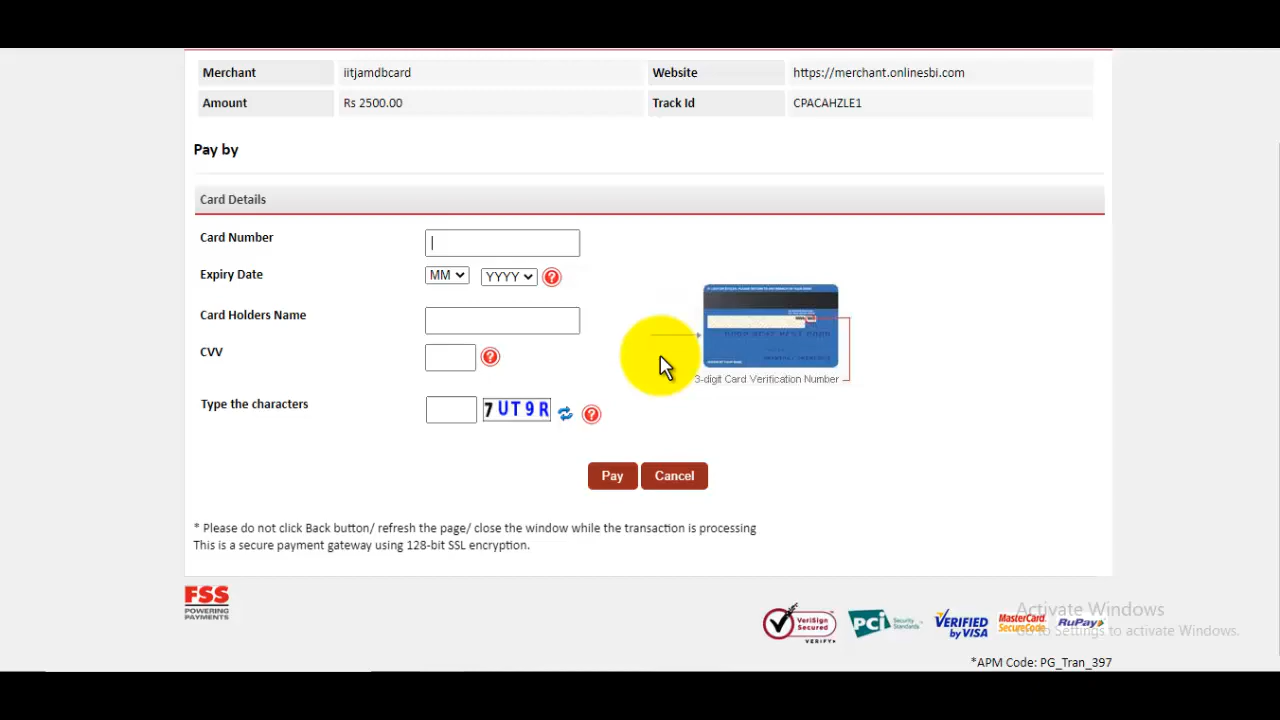 Merchant iitjamdbcard Website https://merchant.onlinesbi.com
Amount Rs 2500.00 Track Id CPACAHZLE1
Pay by
Card Details
Card Number
Expiry Date MM YYYY ?
Card Holders Name
CVV ?
3-digit Card Verification Number
Type the characters 7UT9R ?
Pay Cancel
* Please do not click Back button/ refresh the page/ close the window while the transaction is processing
This is a secure payment gateway using 128-bit SSL encryption.
FSS
POWERING
PAYMENTS
VeriSign
Secured
VERIFY
PCI Security
Standards
VERIFIED
by VISA
MasterCard
SecureCode
RuPay
Activate Windows
Go to Settings to activate Windows.
*APM Code: PG_Tran_397